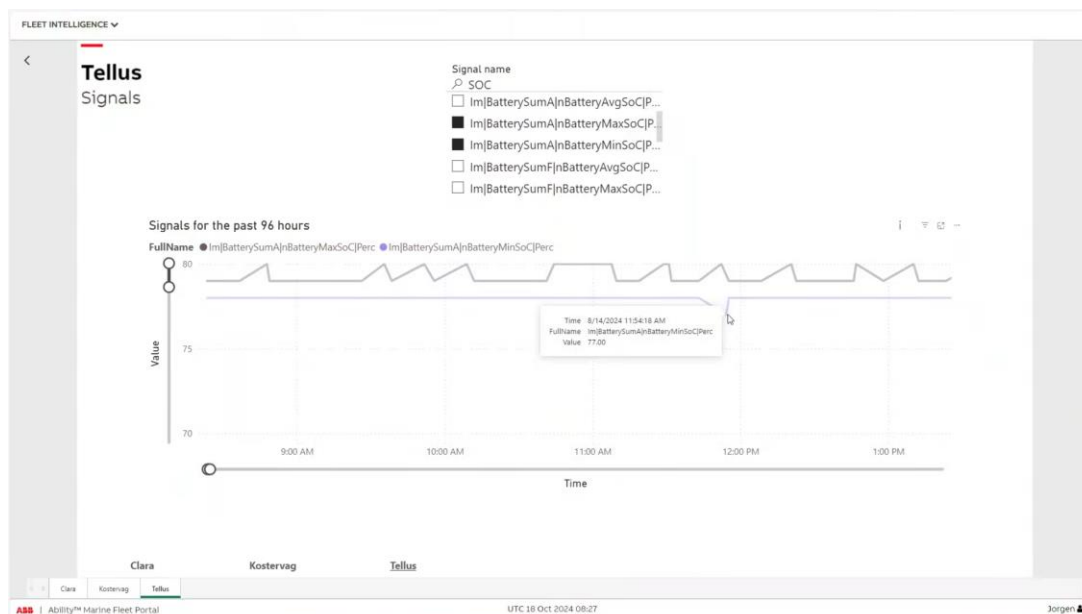 FLEET INTELLIGENCE
Tellus
Signals
Signal name
SOC
Im|BatterySumA|nBatteryAvgSoC|P...
Im|BatterySumA|nBatteryMaxSoC|P...
Im|BatterySumA|nBatteryMinSoC|P...
Im|BatterySumF|nBatteryAvgSoC|P...
Im|BatterySumF|nBatteryMaxSoC|P...
Signals for the past 96 hours
FullName Im|BatterySumA|nBatteryMaxSoC|Perc Im|BatterySumA|nBatteryMinSoC|Perc
80
Time 8/14/2024 11:54:18 AM
FullName Im|BatterySumA|nBatteryMinSoC|Perc
Value 77.00
75
Value
70
9:00 AM 10:00 AM 11:00 AM 12:00 PM 1:00 PM
Time
Clara Kostervag Tellus
Clara Kostervag Tellus
ABB | Ability™ Marine Fleet Portal UTC 18 Oct 2024 08:27 Jorgen